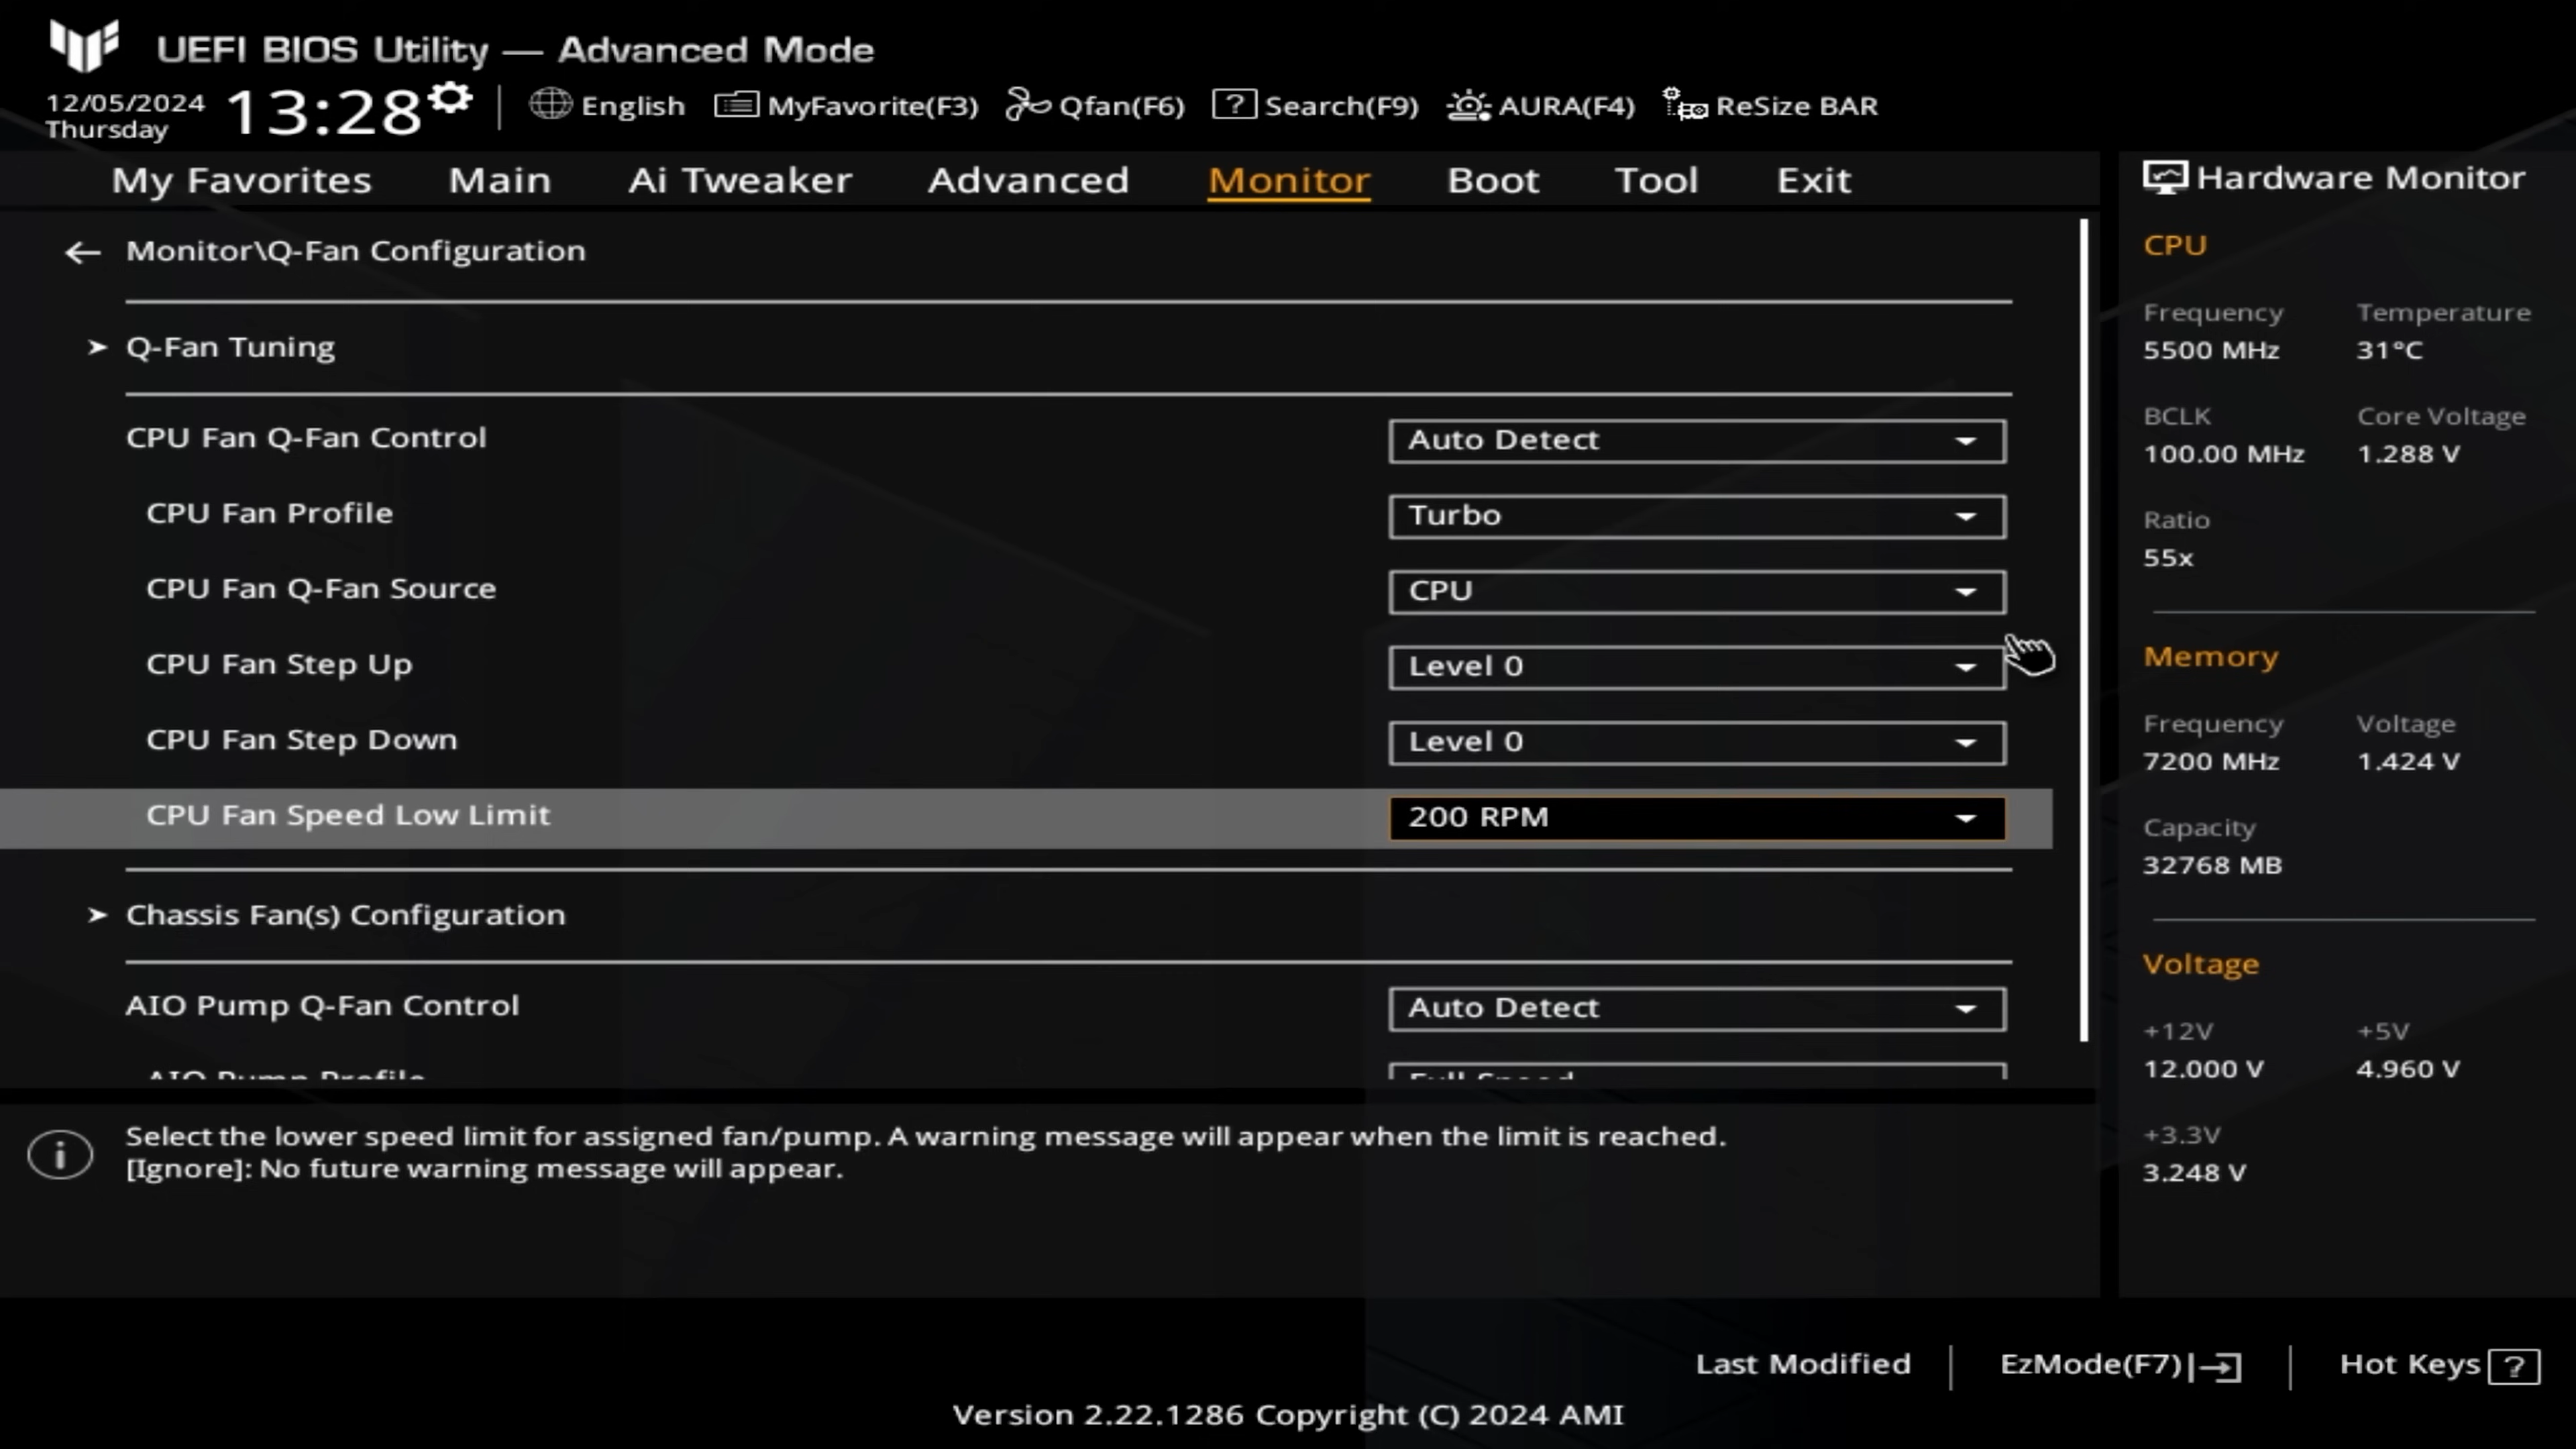 UEFI BIOS Utility — Advanced Mode
12/05/2024
Thursday
13:28
English
MyFavorite(F3)
Qfan(F6)
? Search(F9)
AURA(F4)
ReSize BAR
My Favorites
Main
Ai Tweaker
Advanced
Monitor
Boot
Tool
Exit
Monitor\Q-Fan Configuration
Q-Fan Tuning
CPU Fan Q-Fan Control Auto Detect
CPU Fan Profile Turbo
CPU Fan Q-Fan Source CPU
CPU Fan Step Up Level 0
CPU Fan Step Down Level 0
CPU Fan Speed Low Limit 200 RPM
Chassis Fan(s) Configuration
AIO Pump Q-Fan Control Auto Detect
AIO Pump Profile Full Speed
Select the lower speed limit for assigned fan/pump. A warning message will appear when the limit is reached.
[Ignore]: No future warning message will appear.
Hardware Monitor
CPU
Frequency Temperature
5500 MHz 31°C
BCLK Core Voltage
100.00 MHz 1.288 V
Ratio
55x
Memory
Frequency Voltage
7200 MHz 1.424 V
Capacity
32768 MB
Voltage
+12V +5V
12.000 V 4.960 V
+3.3V
3.248 V
Last Modified
EzMode(F7)
Hot Keys ?
Version 2.22.1286 Copyright (C) 2024 AMI